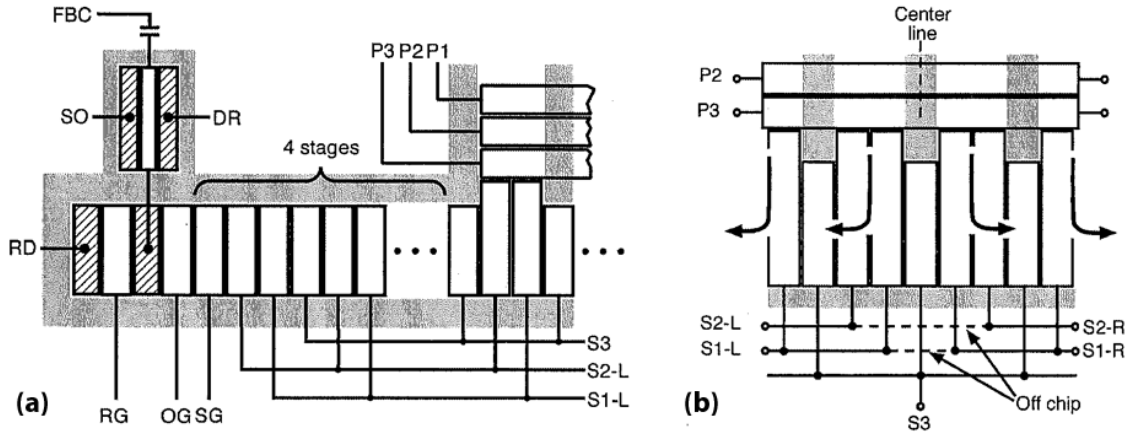 FBC
SO
DR
P3 P2 P1
4 stages
RD
S3
S2-L
S1-L
RG
OG SG
(a)
Center
line
P2
P3
S2-L
S2-R
S1-L
S1-R
Off chip
S3
(b)